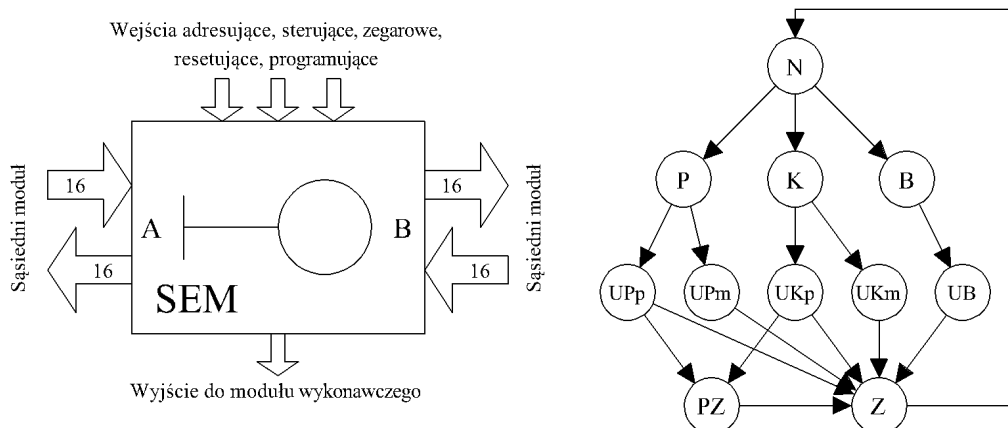 Wejścia adresujące, sterujące, zegarowe,
resetujące, programujące
Sąsiedni moduł
16
16
A
B
SEM
16
16
Sąsiedni moduł
Wyjście do modułu wykonawczego
N
P
K
B
UPp
UPm
UKp
UKm
UB
PZ
Z